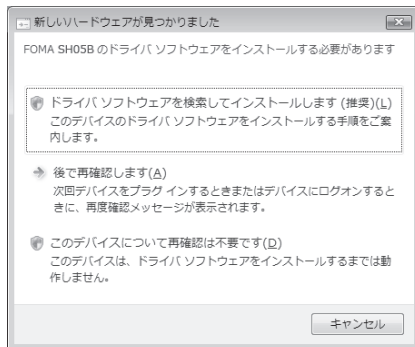 新しいハードウェアが見つかりました
FOMA SH05B のドライバ ソフトウェアをインストールする必要があります
ドライバ ソフトウェアを検索してインストールします (推奨)(L)
このデバイスのドライバ ソフトウェアをインストールする手順をご案
内します。
後で再確認します(A)
次回デバイスをプラグ インするときまたはデバイスにログオンすると
きに、再度確認メッセージが表示されます。
このデバイスについて再確認は不要です(D)
このデバイスは、ドライバ ソフトウェアをインストールするまでは動
作しません。
キャンセル